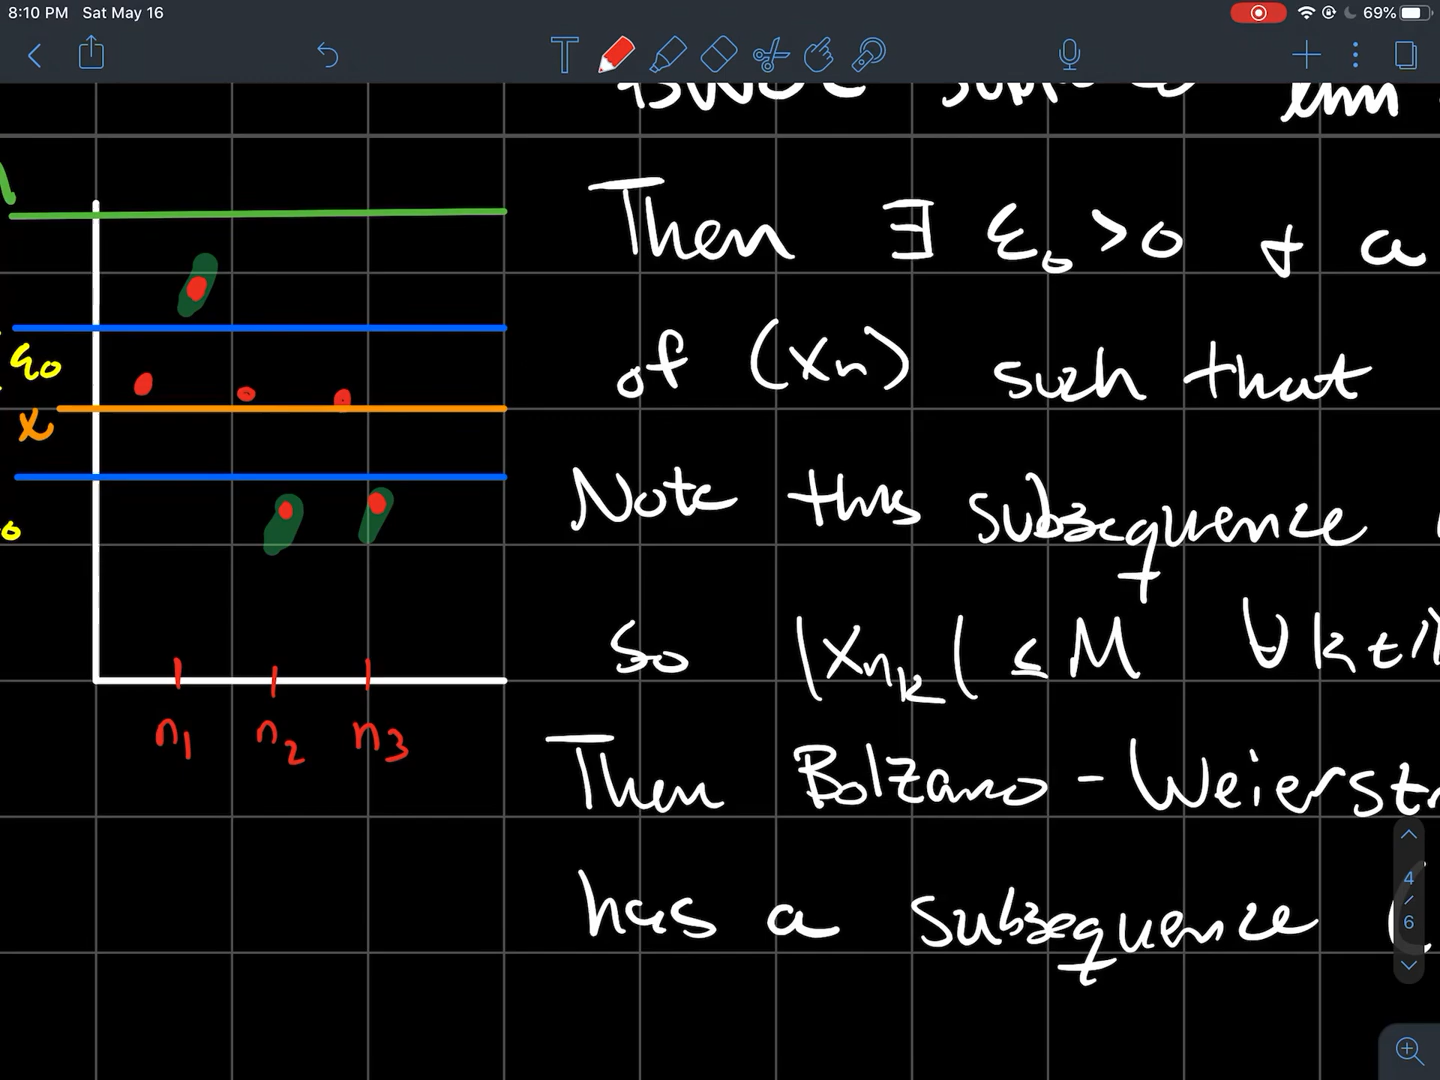 8:10 PM Sat May 16
69%
T
Then ∃ ε₀ >0 & a
of (xn) such that
Note this subsequence
So |xnk| ≤ M ∀ k ∈ ℕ
Then Bolzano - Weierst
has a subsequence (
ε₀
x
n1 n2 n3
4
/
6